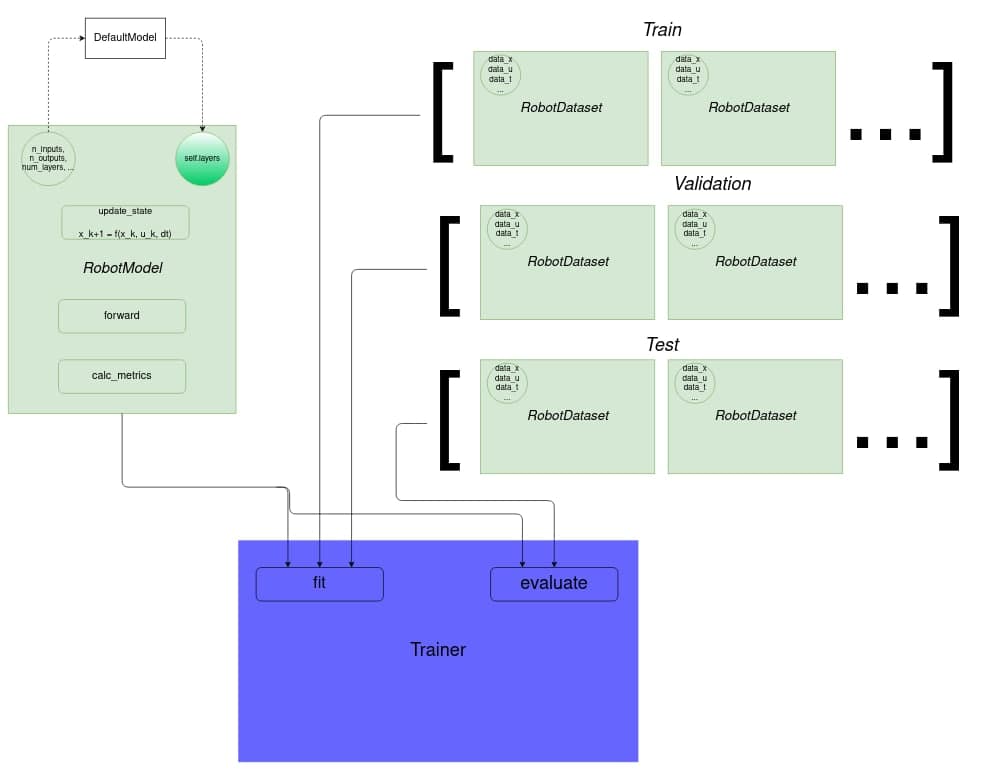 DefaultModel
n_inputs,
n_outputs,
num_layers, ...
self.layers
update_state
x_k+1 = f(x_k, u_k, dt)
RobotModel
forward
calc_metrics
Train
data_x
data_u
data_t
...
RobotDataset
data_x
data_u
data_t
...
RobotDataset
[ ... ]
Validation
data_x
data_u
data_t
...
RobotDataset
data_x
data_u
data_t
...
RobotDataset
[ ... ]
Test
data_x
data_u
data_t
...
RobotDataset
data_x
data_u
data_t
...
RobotDataset
[ ... ]
fit
evaluate
Trainer